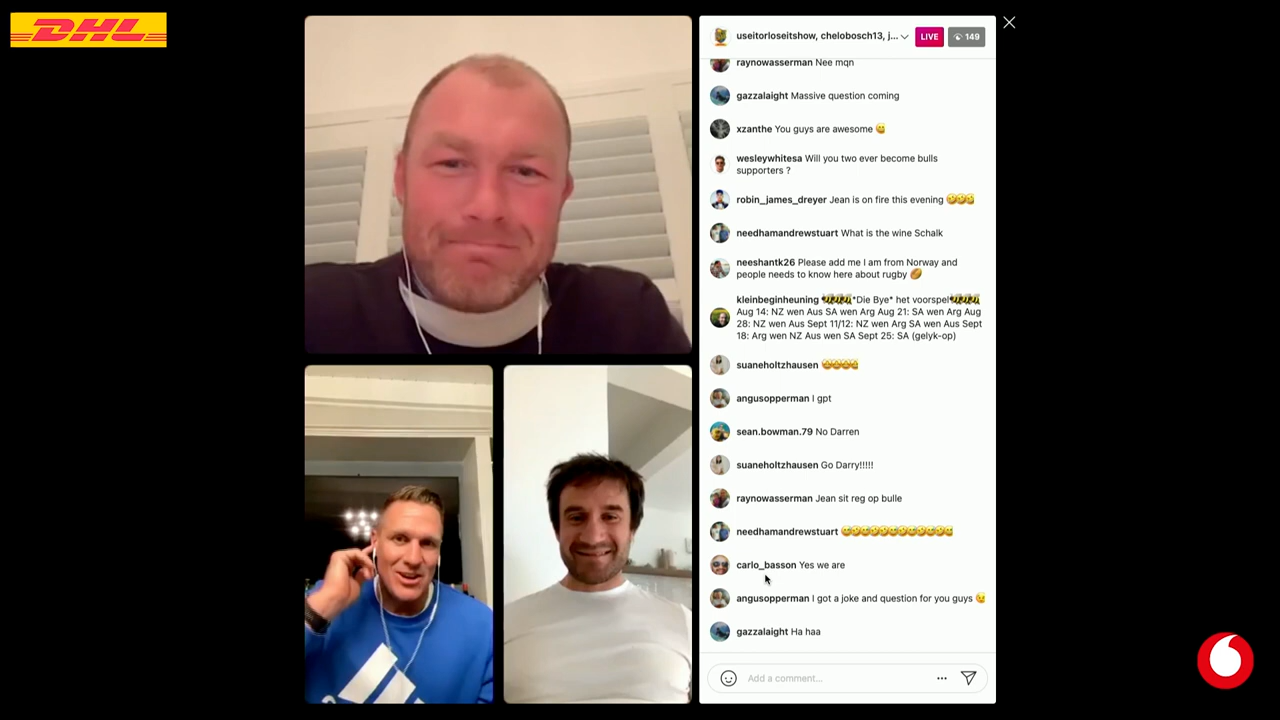 DHL
useitorloseitshow, chelobosch13, j...
LIVE
149
raynowasserman Nee mqn
gazzalaight Massive question coming
xzanthe You guys are awesome 😋
wesleywhitesa Will you two ever become bulls
supporters ?
robin_james_dreyer Jean is on fire this evening 🤣🤣🤣
needhamandrewstuart What is the wine Schalk
neeshantk26 Please add me I am from Norway and
people needs to know here about rugby 🏉
kleinbeginheuning 🐝🐝🐝*Die Bye* het voorspel🐝🐝🐝
Aug 14: NZ wen Aus SA wen Arg Aug 21: SA wen Arg Aug
28: NZ wen Aus Sept 11/12: NZ wen Arg SA wen Aus Sept
18: Arg wen NZ Aus wen SA Sept 25: SA (gelyk-op)
suaneholtzhausen 🤩🤩🤩🤩
angusopperman I gpt
sean.bowman.79 No Darren
suaneholtzhausen Go Darry!!!!!
raynowasserman Jean sit reg op bulle
needhamandrewstuart
carlo_basson Yes we are
angusopperman I got a joke and question for you guys 😉
gazzalaight Ha haa
Add a comment...